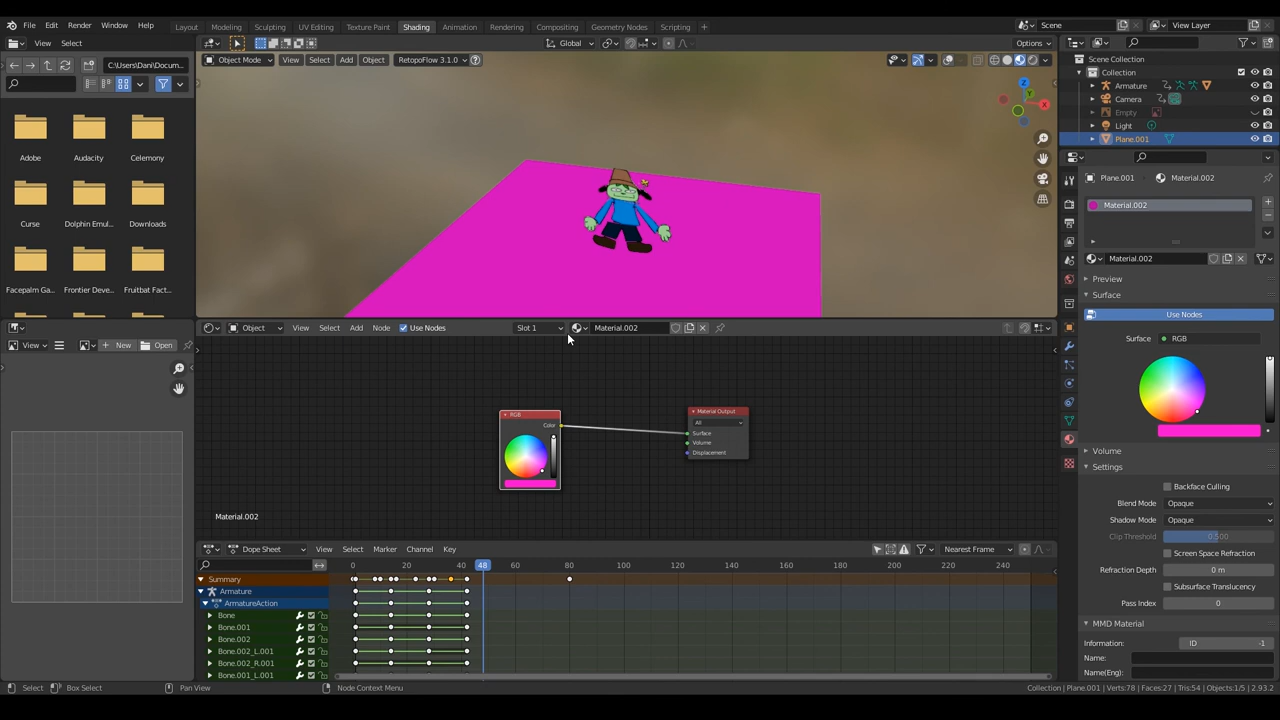 File Edit Render Window Help Layout Modeling Sculpting UV Editing Texture Paint Shading Animation Rendering Compositing Geometry Nodes Scripting + Scene View Layer
View Select Global Options
C:\Users\Dani\Docum... Object Mode View Select Add Object RetopoFlow 3.1.0 Scene Collection
Collection
Armature
Camera
Empty
Light
Plane.001
Adobe Audacity Celemony
Curse Dolphin Emul... Downloads
Facepalm Ga... Frontier Deve... Fruitbat Fact...
X
Y
Z
Plane.001 Material.002
Material.002
Material.002
Preview
Surface
Use Nodes
Surface RGB
Volume
Settings
Backface Culling
Blend Mode Opaque
Shadow Mode Opaque
Clip Threshold 0.500
Screen Space Refraction
Refraction Depth 0 m
Subsurface Translucency
Pass Index 0
MMD Material
Information: ID -1
Name:
Name(Eng):
Object View Select Add Node Use Nodes Slot 1 Material.002
View New Open
RGB
Color
Material Output
All
Surface
Volume
Displacement
Material.002
Dope Sheet View Select Marker Channel Key Nearest Frame
0 20 40 48 60 80 100 120 140 160 180 200 220 240
Summary
Armature
ArmatureAction
Bone
Bone.001
Bone.002
Bone.002_L.001
Bone.002_R.001
Bone.001_L.001
Select Box Select Pan View Node Context Menu Collection | Plane.001 | Verts:78 | Faces:27 | Tris:54 | Objects:1/5 | 2.93.2